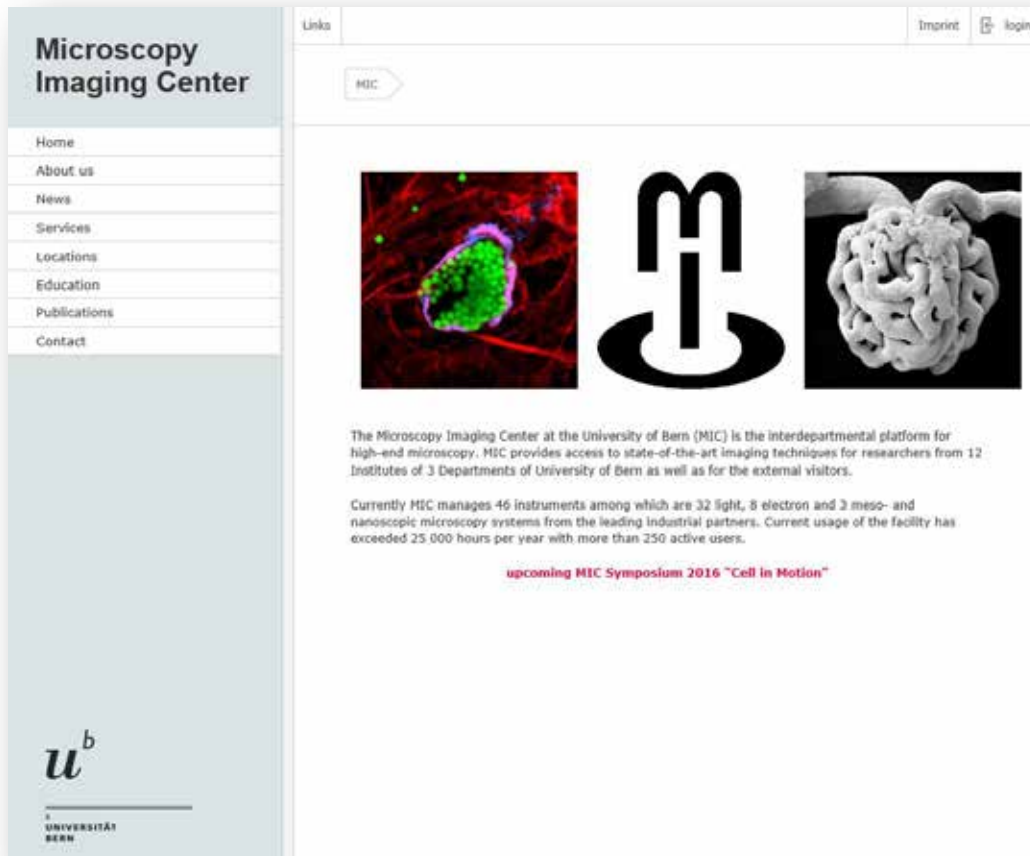 Microscopy
Imaging Center
Links
Imprint
login
MIC
Home
About us
News
Services
Locations
Education
Publications
Contact
The Microscopy Imaging Center at the University of Bern (MIC) is the interdepartmental platform for
high-end microscopy. MIC provides access to state-of-the-art imaging techniques for researchers from 12
Institutes of 3 Departments of University of Bern as well as for the external visitors.
Currently MIC manages 46 instruments among which are 32 light, 8 electron and 3 meso- and
nanoscopic microscopy systems from the leading industrial partners. Current usage of the facility has
exceeded 25 000 hours per year with more than 250 active users.
upcoming MIC Symposium 2016 "Cell in Motion"
u b
UNIVERSITÄT
BERN